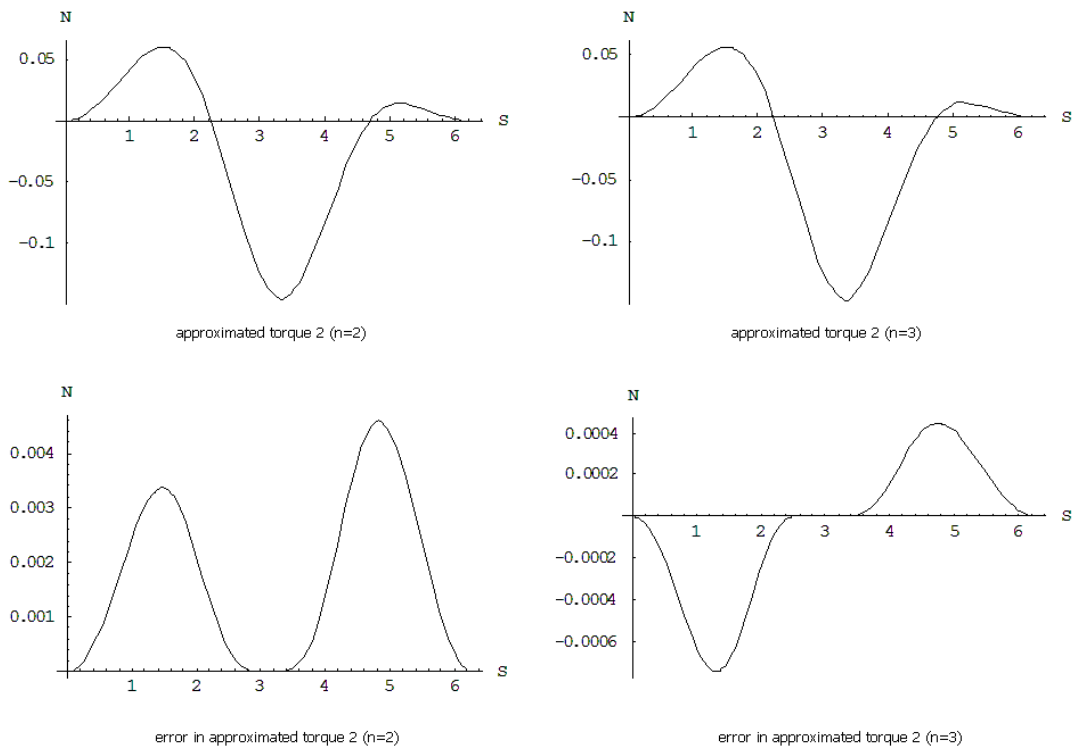 N
0.05
1 2 3 4 5 6 S
-0.05
-0.1
approximated torque 2 (n=2)
N
0.05
1 2 3 4 5 6 S
-0.05
-0.1
approximated torque 2 (n=3)
N
0.004
0.003
0.002
0.001
1 2 3 4 5 6 S
error in approximated torque 2 (n=2)
N
0.0004
0.0002
1 2 3 4 5 6 S
-0.0002
-0.0004
-0.0006
error in approximated torque 2 (n=3)